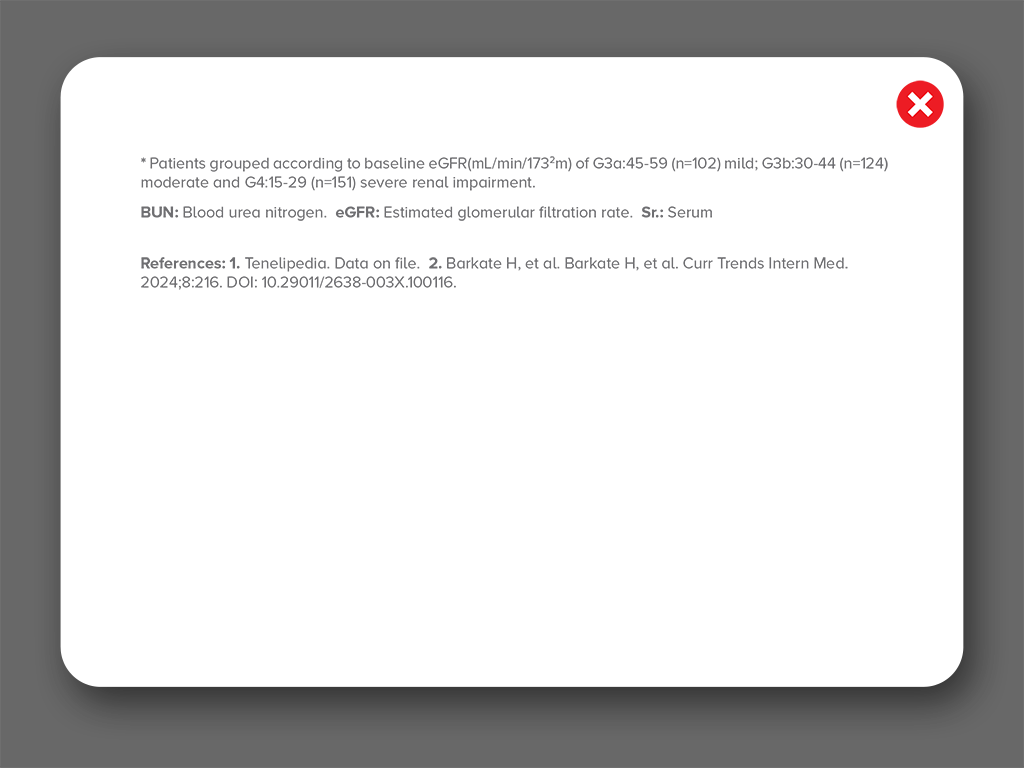 * Patients grouped according to baseline eGFR(mL/min/173²m) of G3a:45-59 (n=102) mild; G3b:30-44 (n=124)
moderate and G4:15-29 (n=151) severe renal impairment.
BUN: Blood urea nitrogen. eGFR: Estimated glomerular filtration rate. Sr.: Serum
References: 1. Tenelipedia. Data on file. 2. Barkate H, et al. Barkate H, et al. Curr Trends Intern Med.
2024;8:216. DOI: 10.29011/2638-003X.100116.